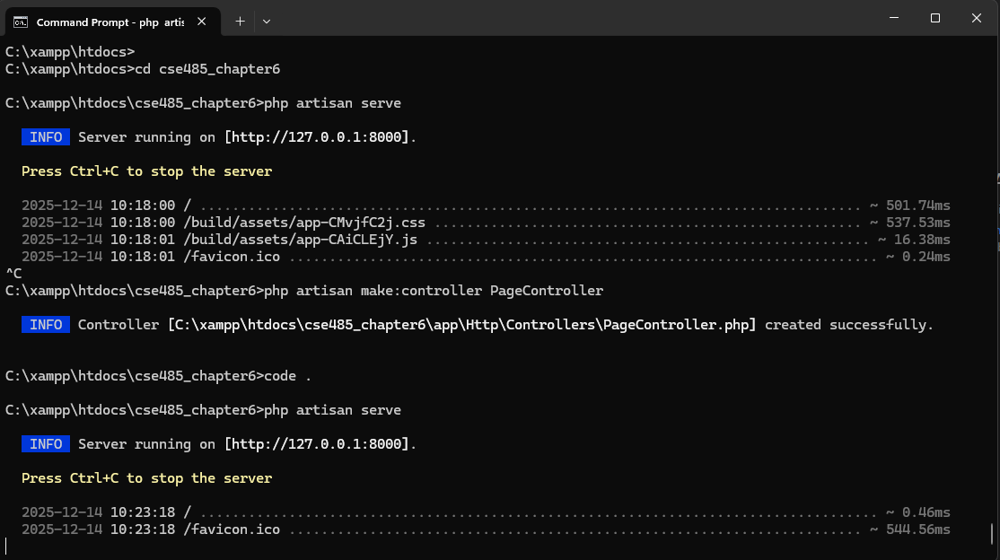 Command Prompt - php artis
C:\xampp\htdocs>
C:\xampp\htdocs>cd cse485_chapter6
C:\xampp\htdocs\cse485_chapter6>php artisan serve
INFO Server running on [http://127.0.0.1:8000].
Press Ctrl+C to stop the server
2025-12-14 10:18:00 / .................................................................................. ~ 501.74ms
2025-12-14 10:18:00 /build/assets/app-CMvjfC2j.css ..................................................... ~ 537.53ms
2025-12-14 10:18:01 /build/assets/app-CAiCLEjY.js ....................................................... ~ 16.38ms
2025-12-14 10:18:01 /favicon.ico ......................................................................... ~ 0.24ms
^C
C:\xampp\htdocs\cse485_chapter6>php artisan make:controller PageController
INFO Controller [C:\xampp\htdocs\cse485_chapter6\app\Http\Controllers\PageController.php] created successfully.
C:\xampp\htdocs\cse485_chapter6>code .
C:\xampp\htdocs\cse485_chapter6>php artisan serve
INFO Server running on [http://127.0.0.1:8000].
Press Ctrl+C to stop the server
2025-12-14 10:23:18 / .................................................................................... ~ 0.46ms
2025-12-14 10:23:18 /favicon.ico ....................................................................... ~ 544.56ms